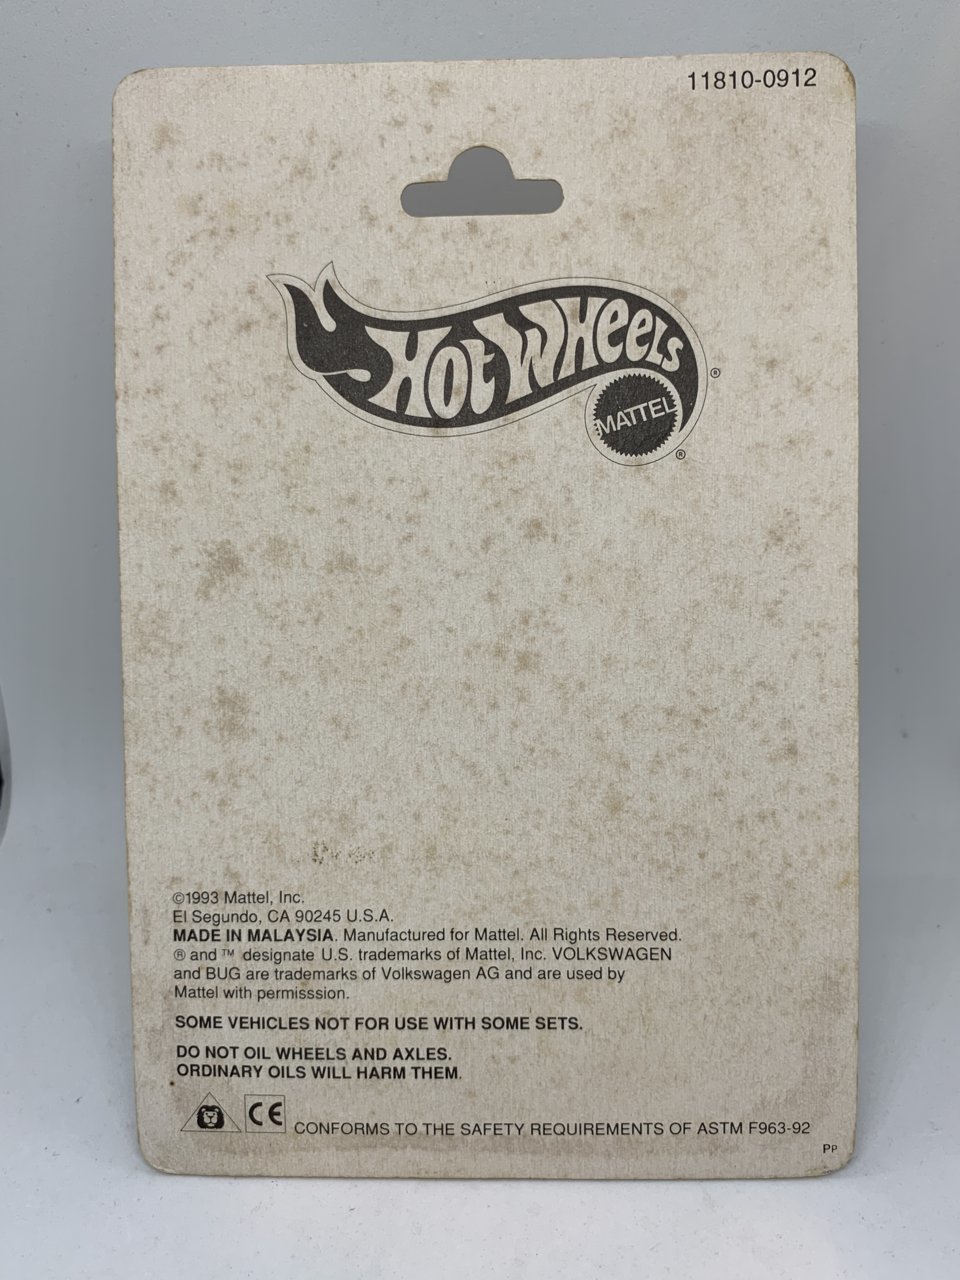 11810-0912
Hot Wheels ®
MATTEL ®
©1993 Mattel, Inc.
El Segundo, CA 90245 U.S.A.
MADE IN MALAYSIA. Manufactured for Mattel. All Rights Reserved.
® and ™ designate U.S. trademarks of Mattel, Inc. VOLKSWAGEN
and BUG are trademarks of Volkswagen AG and are used by
Mattel with permisssion.
SOME VEHICLES NOT FOR USE WITH SOME SETS.
DO NOT OIL WHEELS AND AXLES.
ORDINARY OILS WILL HARM THEM.
CE CONFORMS TO THE SAFETY REQUIREMENTS OF ASTM F963-92
PP